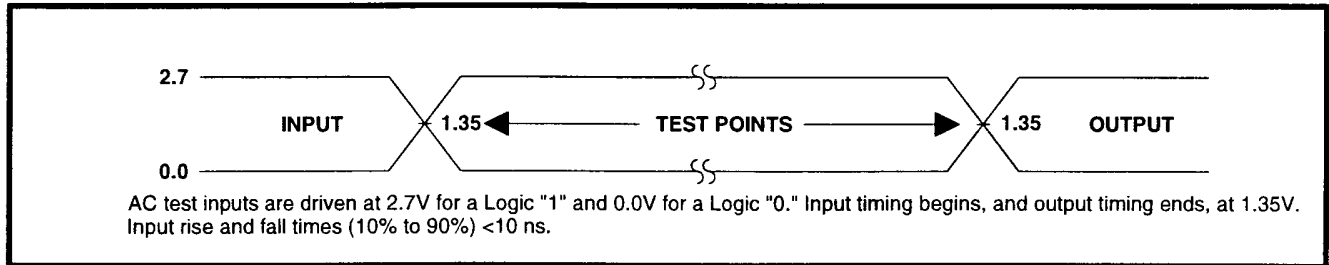 2.7
INPUT 1.35 TEST POINTS 1.35 OUTPUT
0.0
AC test inputs are driven at 2.7V for a Logic "1" and 0.0V for a Logic "0." Input timing begins, and output timing ends, at 1.35V.
Input rise and fall times (10% to 90%) <10 ns.